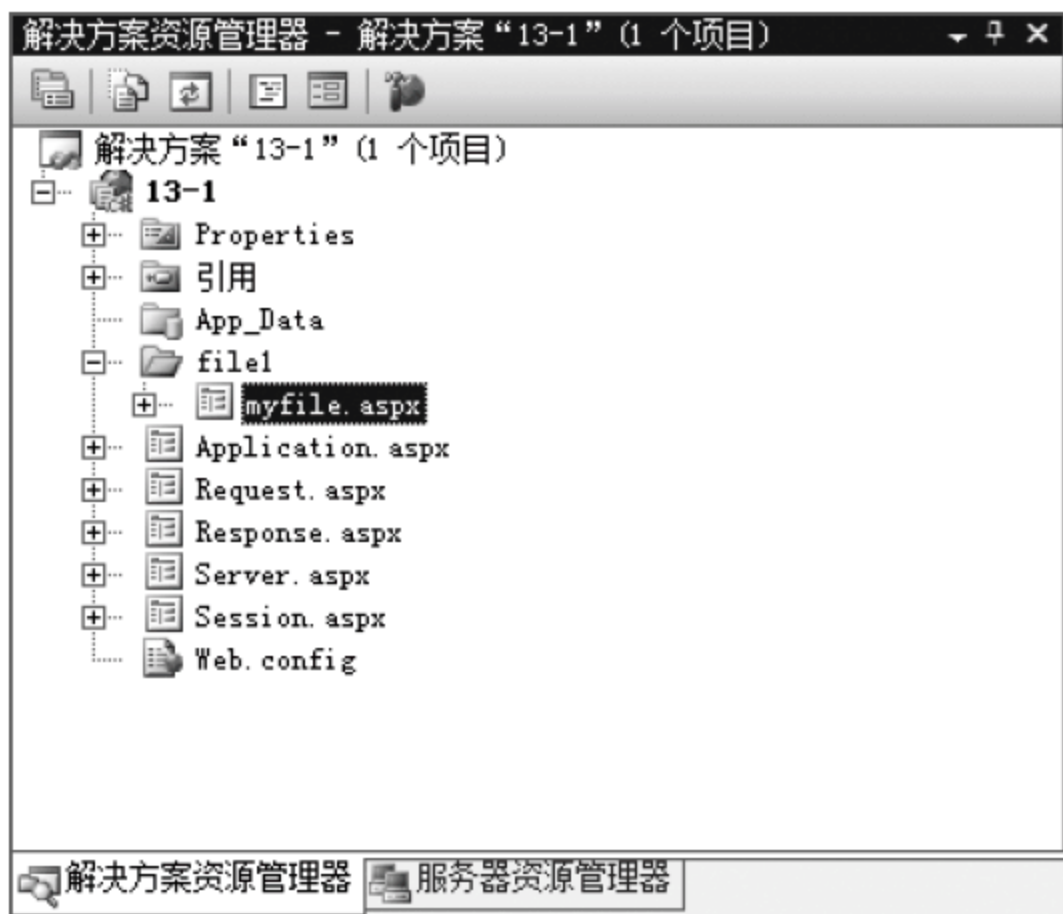 解决方案资源管理器 - 解决方案“13-1”(1 个项目)
解决方案“13-1”(1 个项目)
13-1
Properties
引用
App_Data
file1
myfile.aspx
Application.aspx
Request.aspx
Response.aspx
Server.aspx
Session.aspx
Web.config
解决方案资源管理器 服务器资源管理器